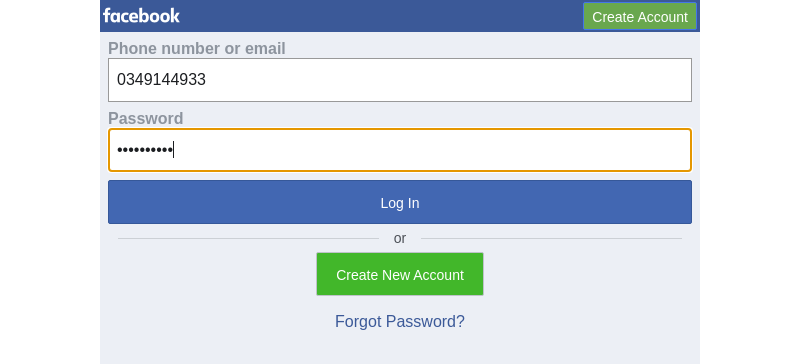 facebook
Create Account
Phone number or email
0349144933
Password
••••••••••
Log In
or
Create New Account
Forgot Password?